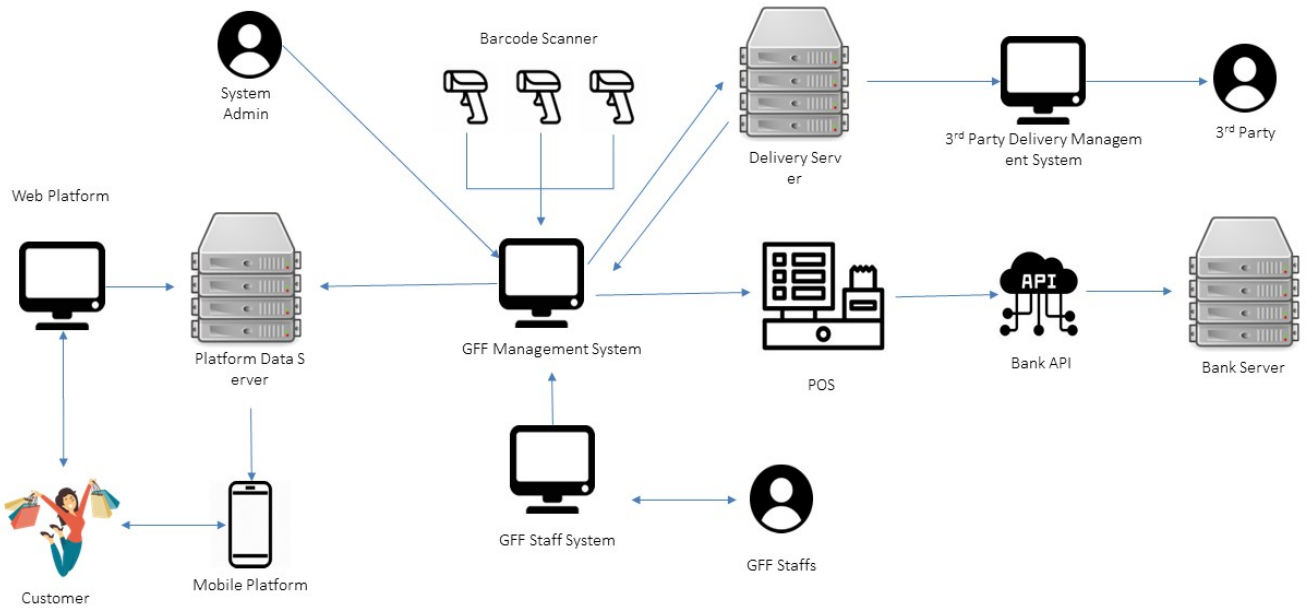 Barcode Scanner
System
Admin
3rd Party Delivery Managem
ent System
3rd Party
Delivery Serv
er
Web Platform
GFF Management System
Platform Data S
erver
API
Bank API
Bank Server
POS
GFF Staff System
GFF Staffs
Mobile Platform
Customer